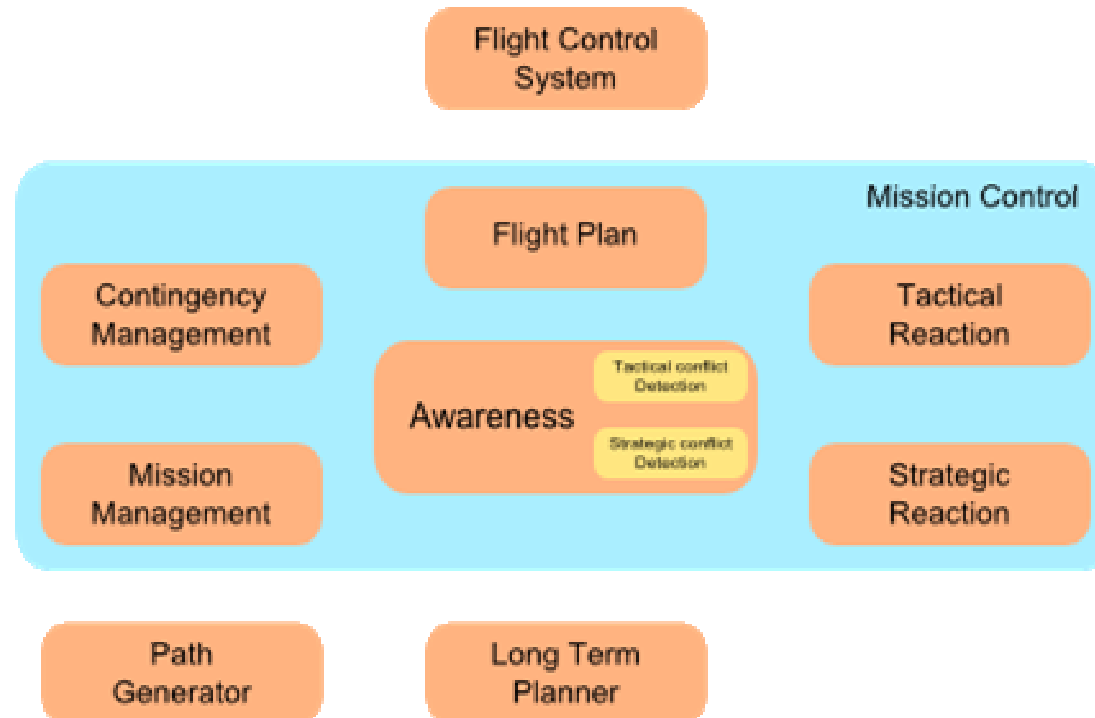 Flight Control
System
Mission Control
Flight Plan
Contingency
Management
Tactical
Reaction
Awareness
Tactical conflict
Detection
Strategic conflict
Detection
Mission
Management
Strategic
Reaction
Path
Generator
Long Term
Planner